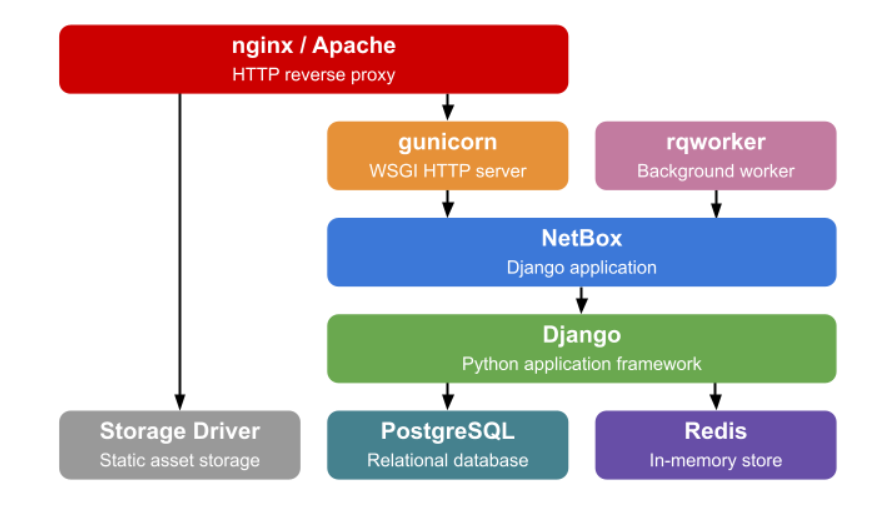 nginx / Apache
HTTP reverse proxy
gunicorn
WSGI HTTP server
rqworker
Background worker
NetBox
Django application
Django
Python application framework
Storage Driver
Static asset storage
PostgreSQL
Relational database
Redis
In-memory store